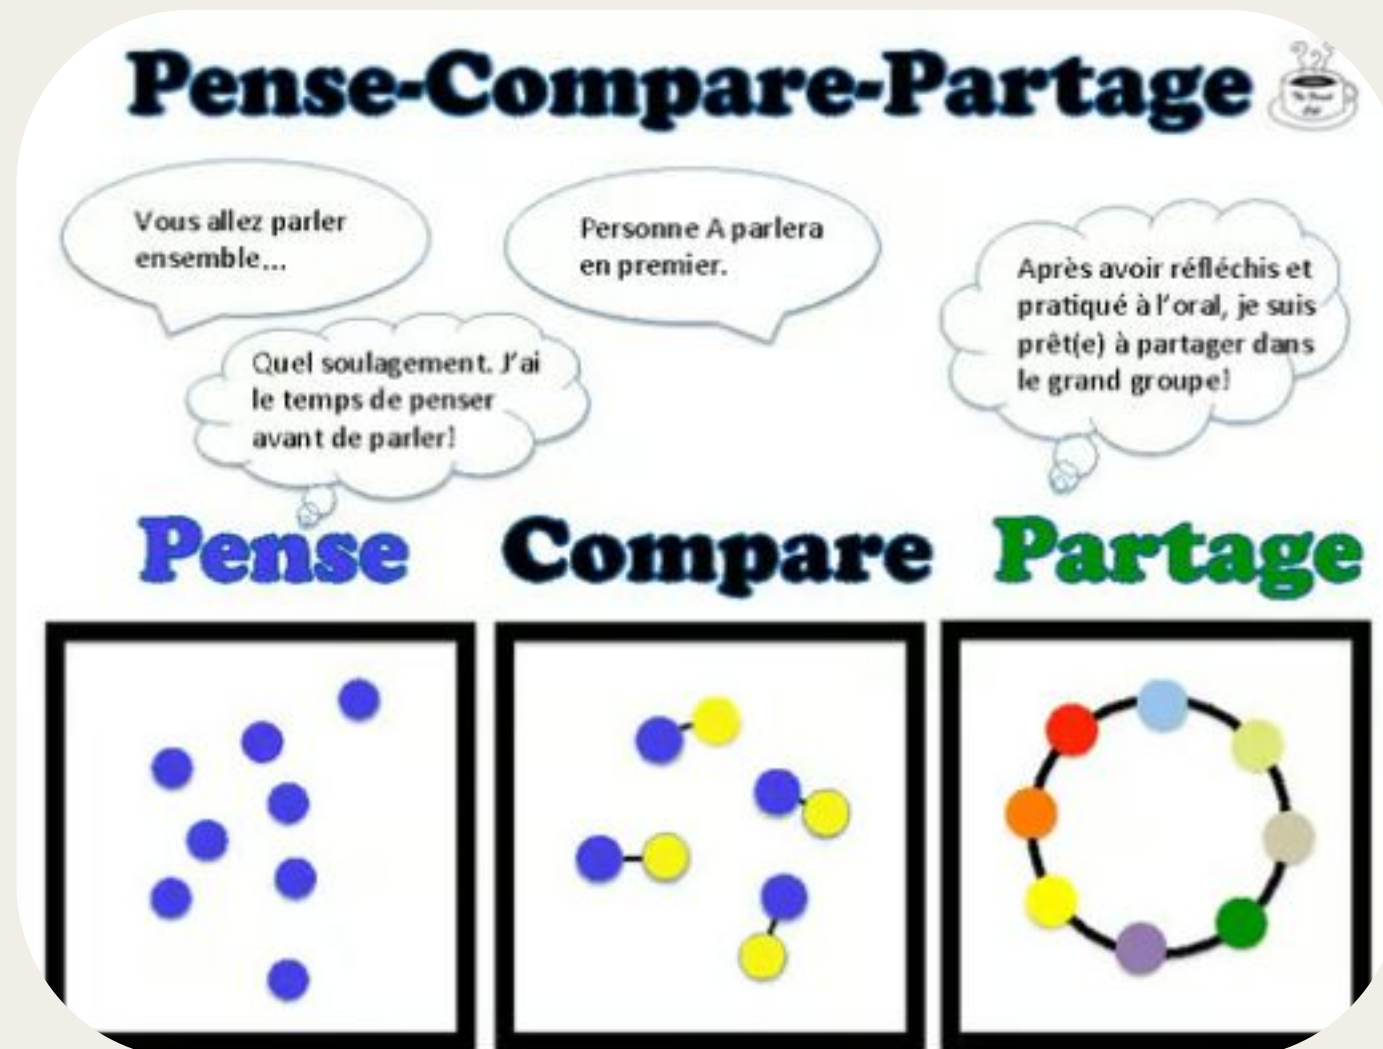 Pense-Compare-Partage
Vous allez parler
ensemble...
Personne A parlera
en premier.
Après avoir réfléchis et
pratiqué à l'oral, je suis
prêt(e) à partager dans
le grand groupe!
Quel soulagement. J'ai
le temps de penser
avant de parler!
Pense
Compare
Partage